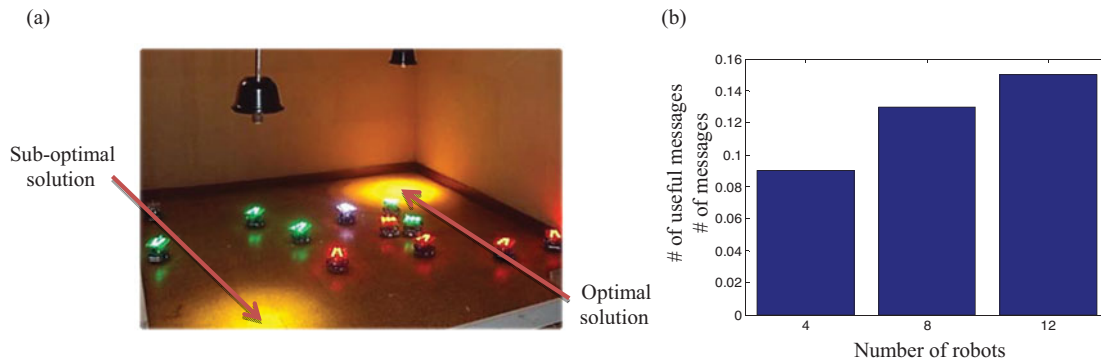 (a)
Sub-optimal
solution
Optimal
solution
(b)
# of useful messages
# of messages
0.16
0.14
0.12
0.1
0.08
0.06
0.04
0.02
0
4
8
12
Number of robots